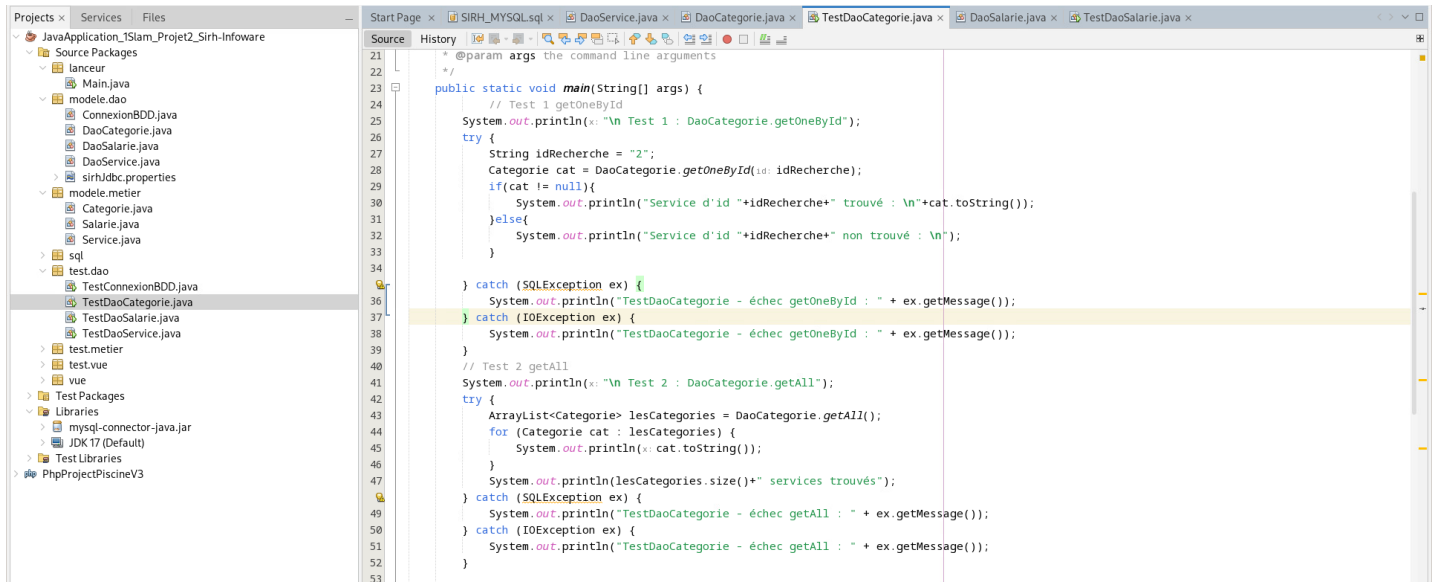 Projects × Services Files
JavaApplication_1Slam_Projet2_Sirh-Infoware
Source Packages
lanceur
Main.java
modele.dao
ConnexionBDD.java
DaoCategorie.java
DaoSalarie.java
DaoService.java
sirhJdbc.properties
modele.metier
Categorie.java
Salarie.java
Service.java
sql
test.dao
TestConnexionBDD.java
TestDaoCategorie.java
TestDaoSalarie.java
TestDaoService.java
test.metier
test.vue
vue
Test Packages
Libraries
mysql-connector-java.jar
JDK 17 (Default)
Test Libraries
PhpProjectPiscineV3
Start Page × SIRH_MYSQL.sql × DaoService.java × DaoCategorie.java × TestDaoCategorie.java × DaoSalarie.java × TestDaoSalarie.java ×
Source History
21 * @param args the command line arguments
22 */
23 public static void main(String[] args) {
24 // Test 1 getOneById
25 System.out.println(x: "\n Test 1 : DaoCategorie.getOneById");
26 try {
27 String idRecherche = "2";
28 Categorie cat = DaoCategorie.getOneById(id: idRecherche);
29 if(cat != null){
30 System.out.println("Service d'id "+idRecherche+" trouvé : \n"+cat.toString());
31 }else{
32 System.out.println("Service d'id "+idRecherche+" non trouvé : \n");
33 }
34
} catch (SQLException ex) {
36 System.out.println("TestDaoCategorie - échec getOneById : " + ex.getMessage());
37 } catch (IOException ex) {
38 System.out.println("TestDaoCategorie - échec getOneById : " + ex.getMessage());
39 }
40 // Test 2 getAll
41 System.out.println(x: "\n Test 2 : DaoCategorie.getAll");
42 try {
43 ArrayList<Categorie> lesCategories = DaoCategorie.getAll();
44 for (Categorie cat : lesCategories) {
45 System.out.println(x: cat.toString());
46 }
47 System.out.println(lesCategories.size()+" services trouvés");
} catch (SQLException ex) {
49 System.out.println("TestDaoCategorie - échec getAll : " + ex.getMessage());
50 } catch (IOException ex) {
51 System.out.println("TestDaoCategorie - échec getAll : " + ex.getMessage());
52 }
53